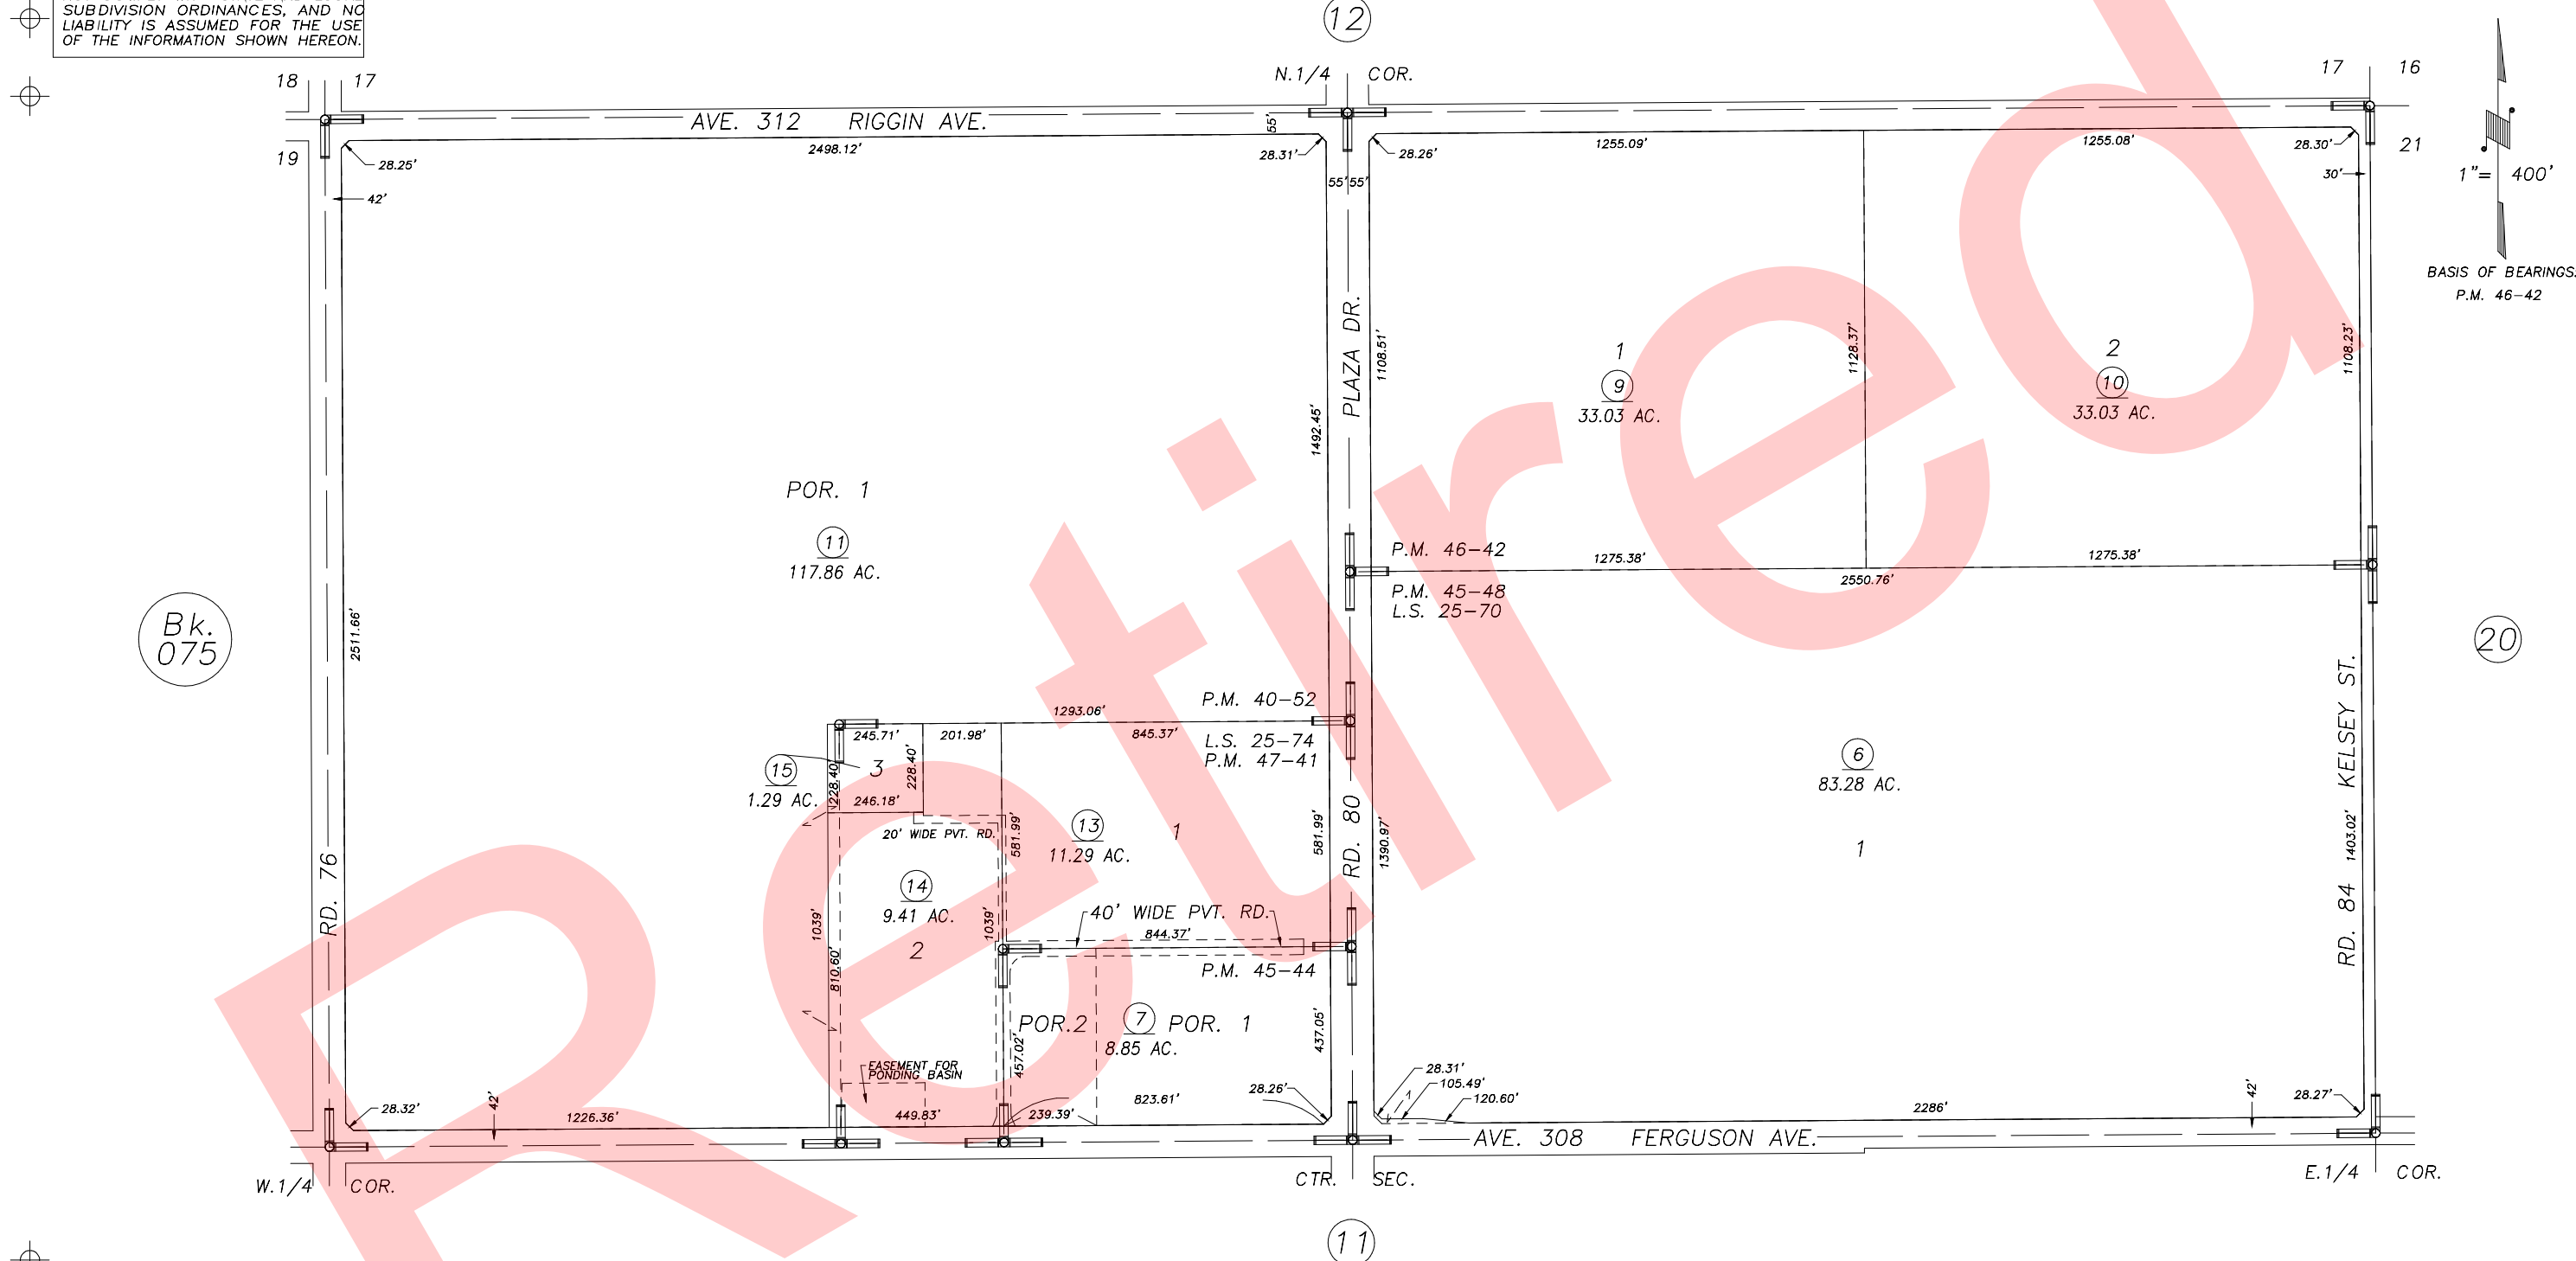 SUBDIVISION ORDINANCES, AND NO
LIABILITY IS ASSUMED FOR THE USE
OF THE INFORMATION SHOWN HEREON.
12
N.1/4 COR.
18 17
17 16
19
21
AVE. 312 RIGGIN AVE.
55'
2498.12'
28.25'
28.31'
28.26'
1255.09'
1255.08'
28.30'
42'
55' 55'
30'
1"= 400'
BASIS OF BEARINGS.
P.M. 46-42
PLAZA DR.
1108.51'
1128.37'
1108.23'
1492.45'
1
9
33.03 AC.
2
10
33.03 AC.
POR. 1
11
117.86 AC.
P.M. 46-42
1275.38'
1275.38'
2550.76'
P.M. 45-48
L.S. 25-70
Bk.
075
2511.66'
20
RD. 76
RD. 80
RD. 84 KELSEY ST.
1403.02'
1390.97'
P.M. 40-52
1293.06'
245.71'
201.98'
845.37'
L.S. 25-74
P.M. 47-41
6
83.28 AC.
1
15
1.29 AC.
3
228.40'
228.40'
246.18'
20' WIDE PVT. RD.
581.99'
581.99'
13
11.29 AC.
1
14
9.41 AC.
2
1039'
1039'
810.60'
40' WIDE PVT. RD.
844.37'
P.M. 45-44
POR.2
7
POR. 1
8.85 AC.
437.05'
457.02'
EASEMENT FOR
PONDING BASIN
28.32'
42'
1226.36'
449.83'
239.39'
823.61'
28.26'
28.31'
105.49'
120.60'
2286'
42'
28.27'
AVE. 308 FERGUSON AVE.
W.1/4 COR.
CTR. SEC.
E.1/4 COR.
11
Retired